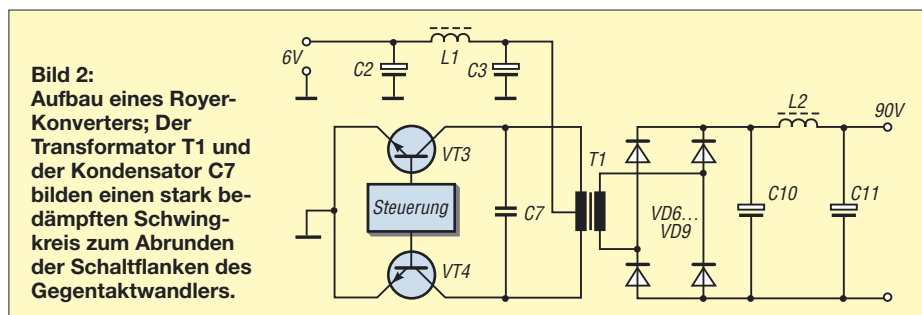 Bild 2:
Aufbau eines Royer-
Konverters; Der
Transformator T1 und
der Kondensator C7
bilden einen stark be-
dämpften Schwing-
kreis zum Abrunden
der Schaltflanken des
Gegentaktwandlers.
6V
C2
L1
C3
VT3
Steuerung
VT4
C7
T1
VD6...
VD9
L2
90V
C10
C11